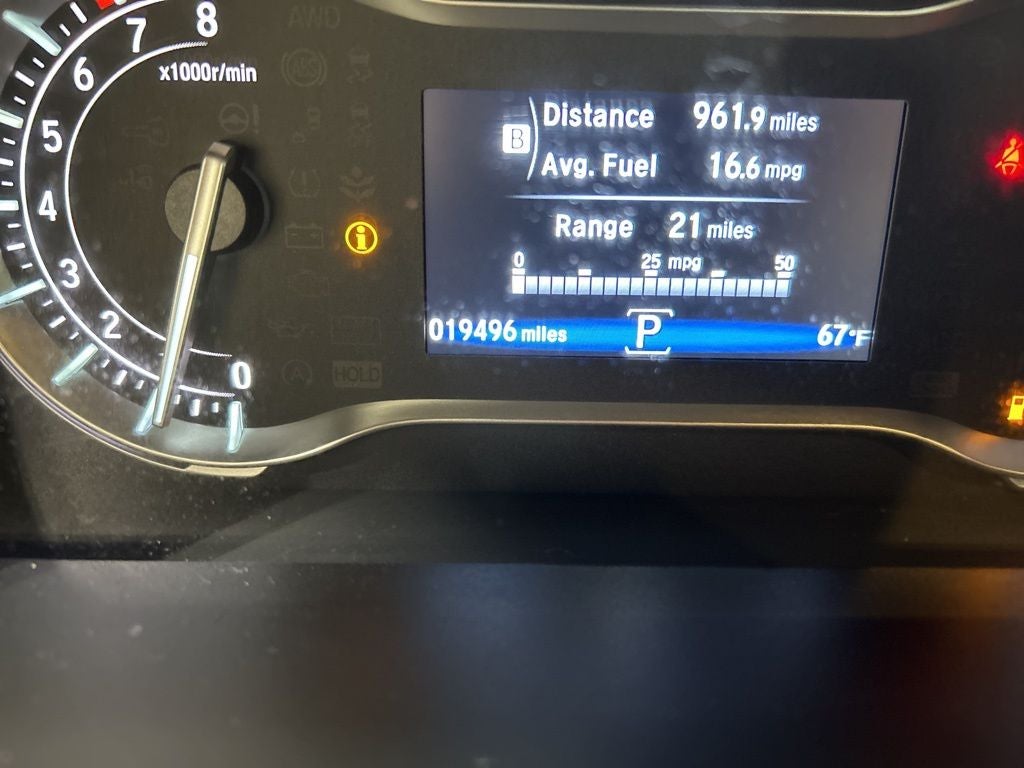 8
7
6
5
4
3
2
0
x1000r/min
AWD
B
Distance 961.9 miles
Avg. Fuel 16.6 mpg
Range 21 miles
0 25 mpg 50
019496 miles P 67°F
HOLD